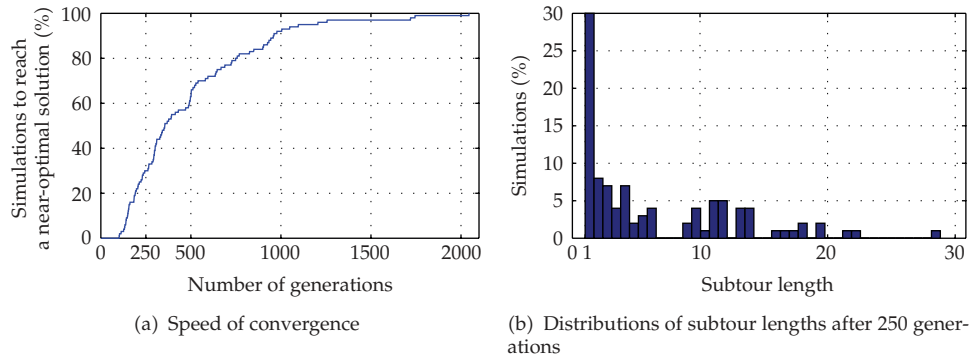 100
80
60
40
20
0
Simulations to reach
a near-optimal solution (%)
0 250 500 1000 1500 2000
Number of generations
(a) Speed of convergence
30
25
20
15
10
5
0
Simulations (%)
0 1 10 20 30
Subtour length
(b) Distributions of subtour lengths after 250 gener-
ations